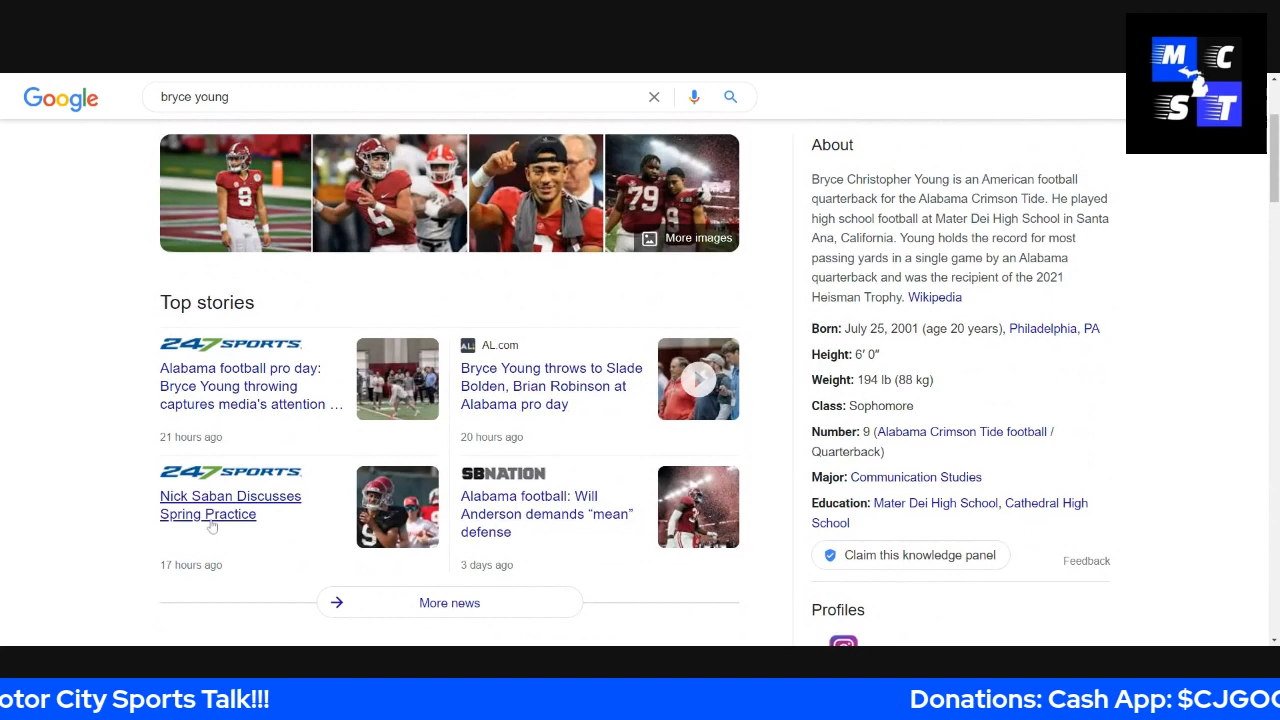 M C
S T
Google
bryce young
79
9
9
9
More images
Top stories
247SPORTS
Alabama football pro day:
Bryce Young throwing
captures media's attention …
21 hours ago
AL AL.com
Bryce Young throws to Slade
Bolden, Brian Robinson at
Alabama pro day
20 hours ago
247SPORTS
Nick Saban Discusses
Spring Practice
17 hours ago
SBNATION
Alabama football: Will
Anderson demands “mean”
defense
3 days ago
More news
About
Bryce Christopher Young is an American football
quarterback for the Alabama Crimson Tide. He played
high school football at Mater Dei High School in Santa
Ana, California. Young holds the record for most
passing yards in a single game by an Alabama
quarterback and was the recipient of the 2021
Heisman Trophy. Wikipedia
Born: July 25, 2001 (age 20 years), Philadelphia, PA
Height: 6′ 0″
Weight: 194 lb (88 kg)
Class: Sophomore
Number: 9 (Alabama Crimson Tide football /
Quarterback)
Major: Communication Studies
Education: Mater Dei High School, Cathedral High
School
Claim this knowledge panel
Feedback
Profiles
otor City Sports Talk!!!
Donations: Cash App: $CJGO